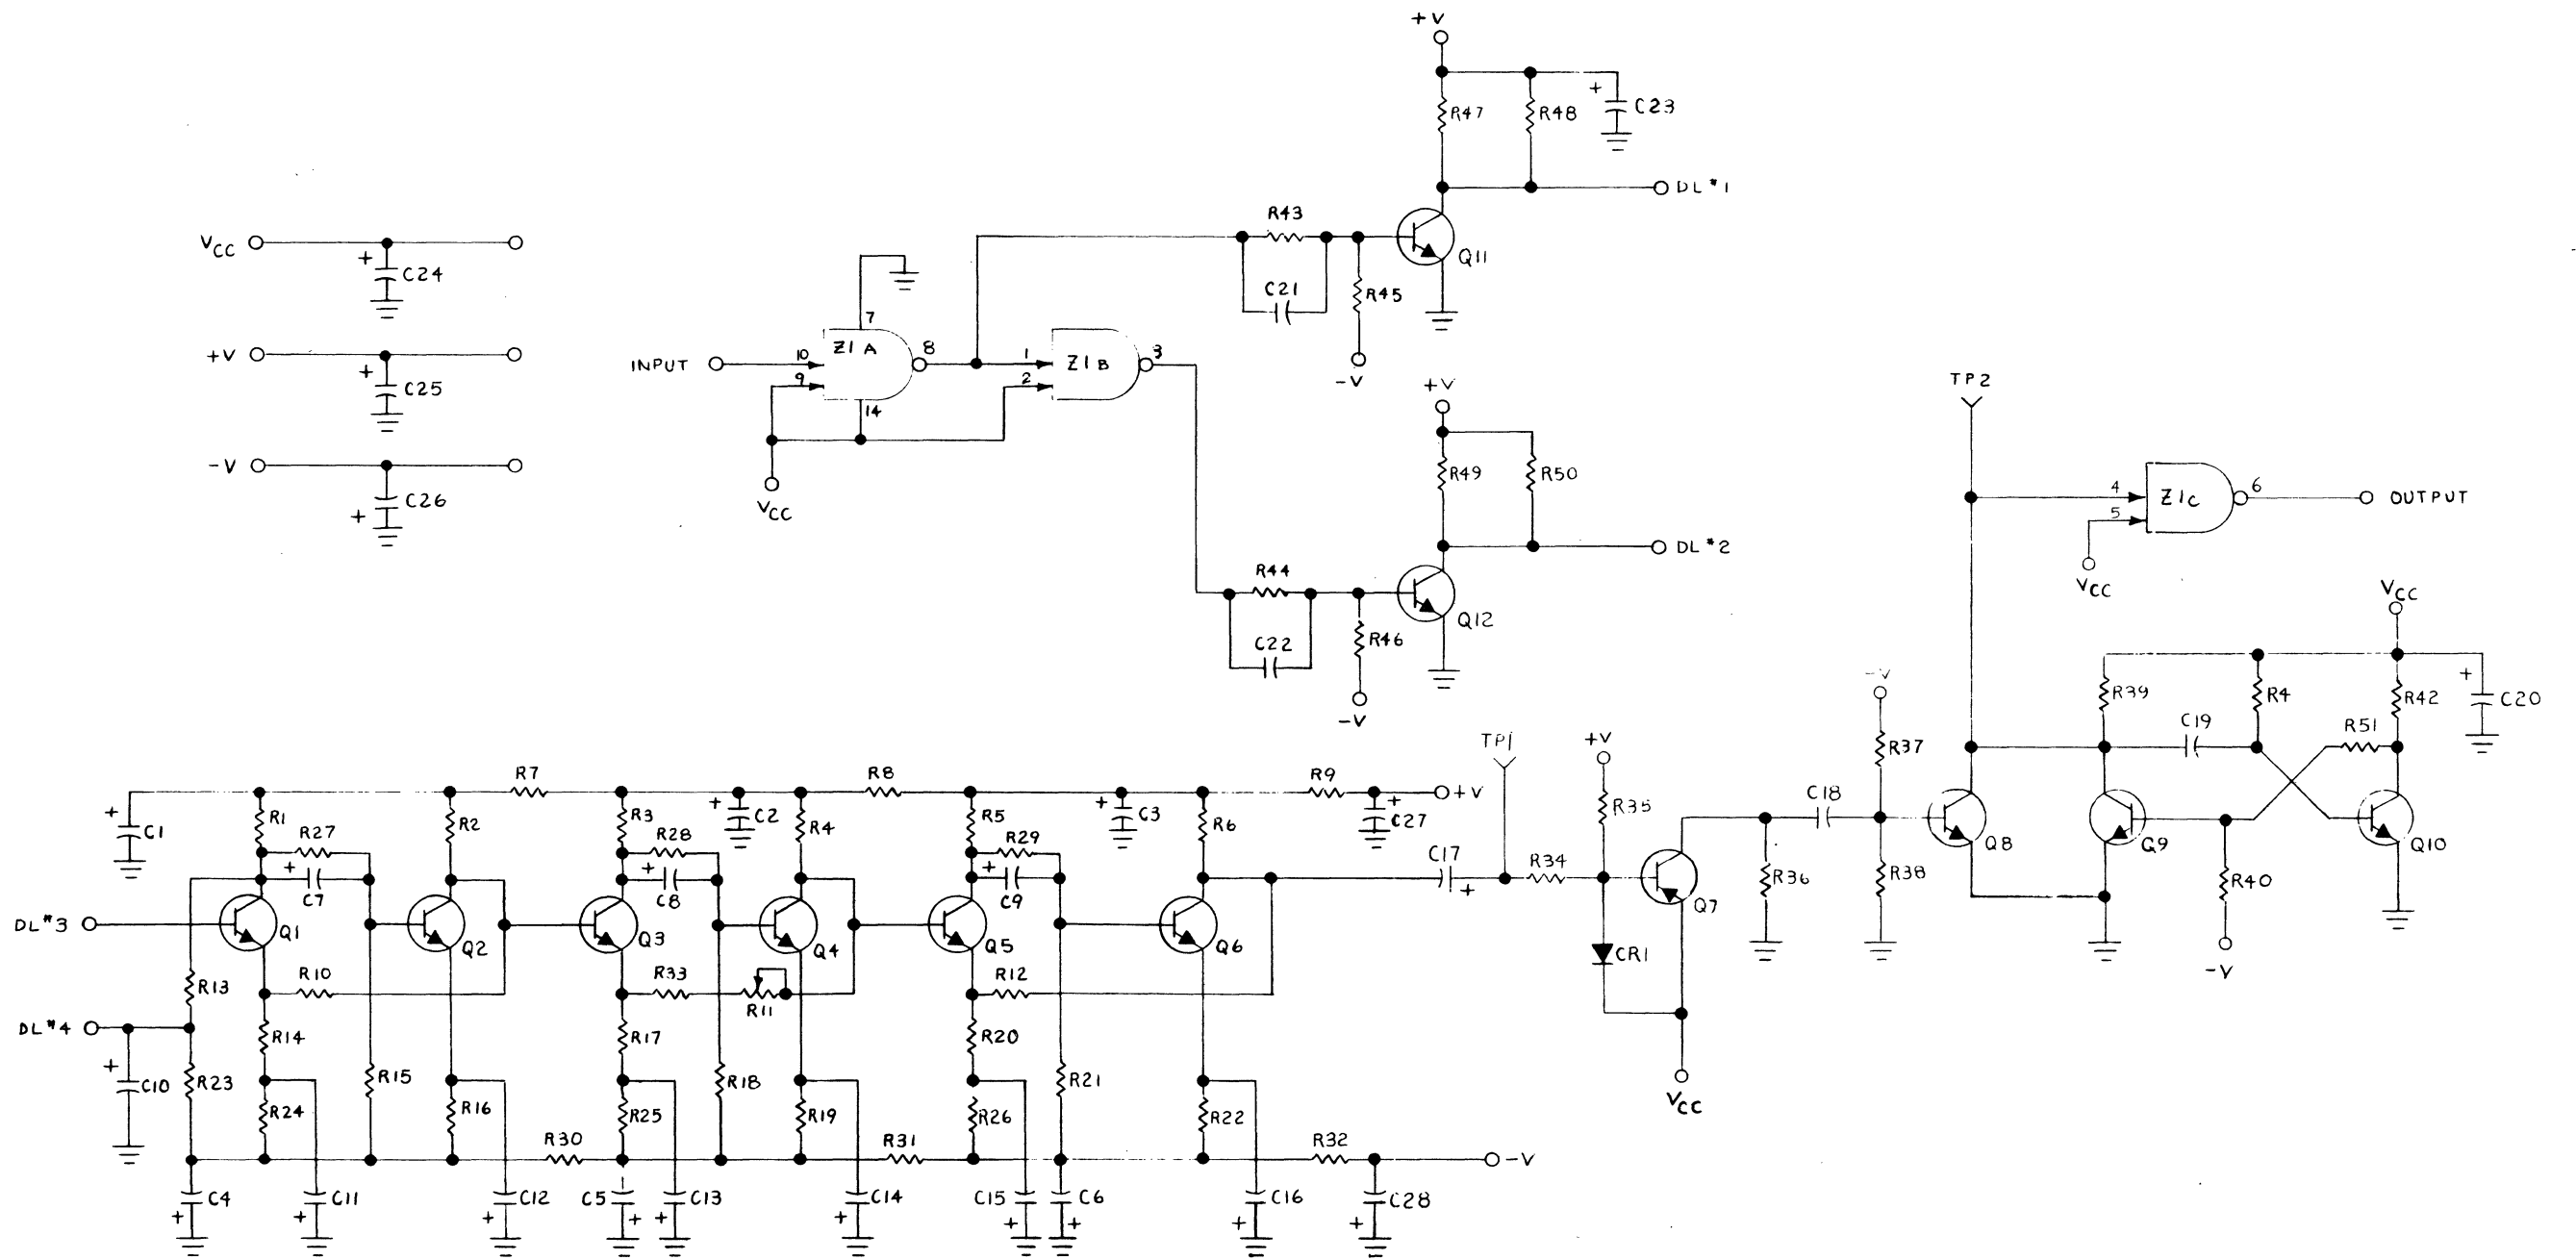 +V
R47
R48
+
C23
DL#1
R43
Q11
C21
R45
-V
VCC
+
C24
+V
+
C25
-V
+
C26
7
INPUT
10
9
Z1A
8
14
VCC
1
2
Z1B
3
+V
R49
R50
DL#2
R44
Q12
C22
R46
-V
TP2
4
5
Z1C
6
OUTPUT
VCC
VCC
R39
R4
R42
+
C20
C19
R51
-V
R37
C18
R38
Q8
Q9
Q10
R40
-V
TP1
+V
R35
C17
+
R34
Q7
R36
CR1
VCC
R7
R8
R9
+V
+
C1
R1
R2
R3
+
C2
R4
R5
+
C3
R6
+
C27
R27
+
C7
R28
+
C8
R29
+
C9
DL#3
Q1
Q2
Q3
Q4
Q5
Q6
R13
R10
R33
R11
R12
DL#4
R14
R17
R20
+
C10
R23
R24
R15
R16
R25
R18
R19
R26
R21
R22
R30
R31
R32
-V
C4
+
C11
+
C12
+
C5
+
C13
+
C14
+
C15
+
C6
+
C16
+
C28
+